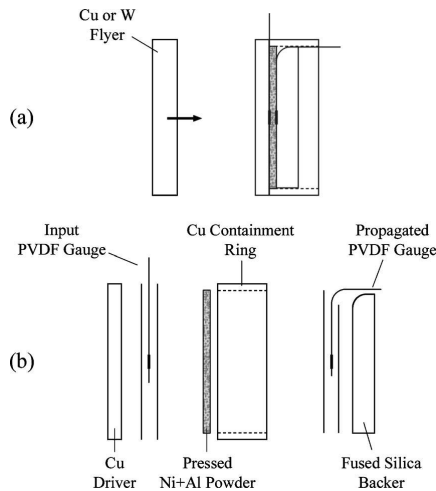 Cu or W
Flyer
(a)
Input
PVDF Gauge
Cu Containment
Ring
Propagated
PVDF Gauge
(b)
Cu
Driver
Pressed
Ni+Al Powder
Fused Silica
Backer